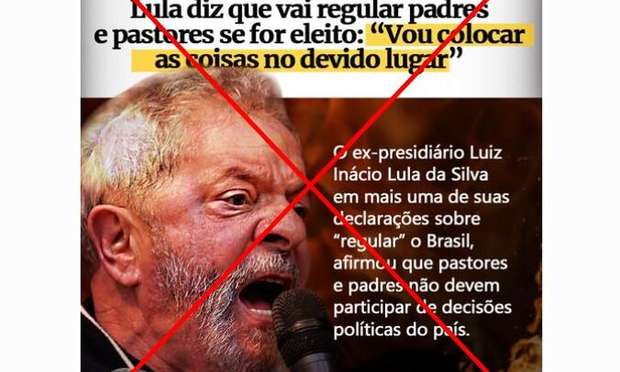 Lula diz que vai regular padres
e pastores se for eleito: “Vou colocar
as coisas no devido lugar”
O ex-presidiário Luiz
Inácio Lula da Silva
em mais uma de suas
declarações sobre
“regular” o Brasil,
afirmou que pastores
e padres não devem
participar de decisões
políticas do país.